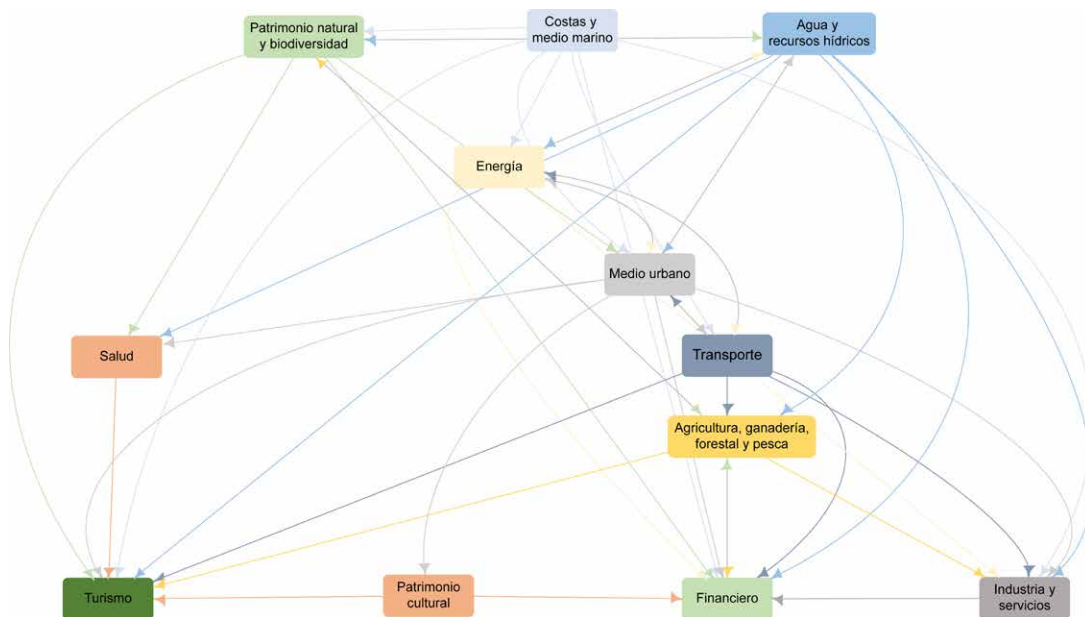 Patrimonio natural
y biodiversidad
Costas y
medio marino
Agua y
recursos hídricos
Energía
Medio urbano
Salud
Transporte
Agricultura, ganadería,
forestal y pesca
Turismo
Patrimonio
cultural
Financiero
Industria y
servicios